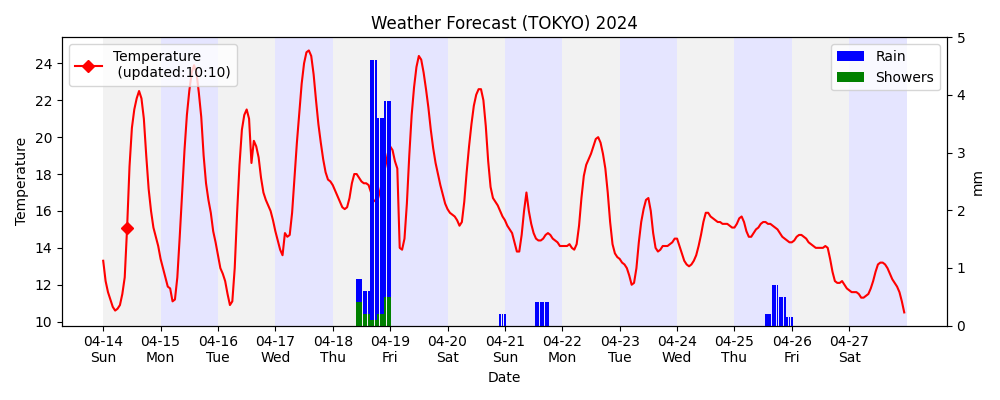 Weather Forecast (TOKYO) 2024
Temperature
(updated:10:10)
Rain
Showers
Temperature
24
22
20
18
16
14
12
10
5
4
3
2
1
0
mm
04-14 04-15 04-16 04-17 04-18 04-19 04-20 04-21 04-22 04-23 04-24 04-25 04-26 04-27
Sun Mon Tue Wed Thu Fri Sat Sun Mon Tue Wed Thu Fri Sat
Date